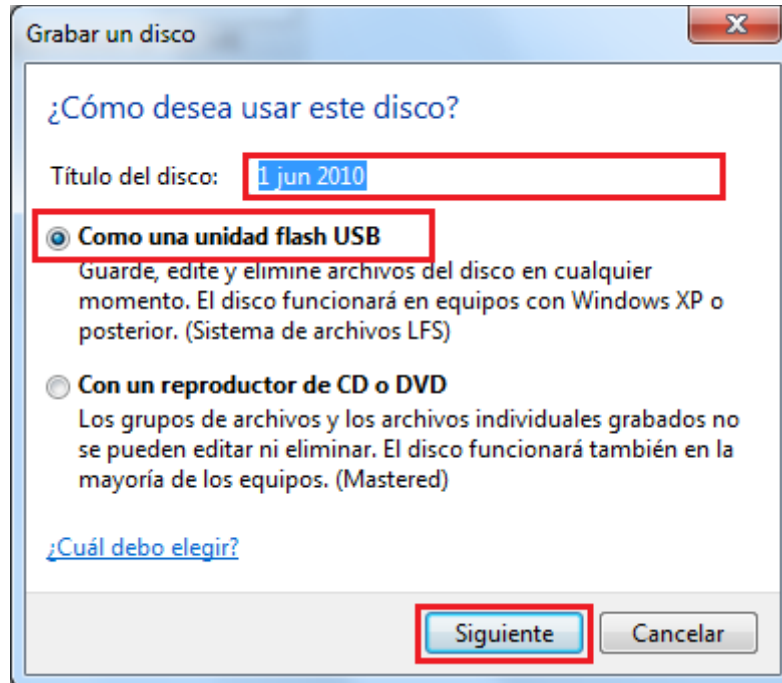 Grabar un disco
¿Cómo desea usar este disco?
Título del disco: 1 jun 2010
Como una unidad flash USB
Guarde, edite y elimine archivos del disco en cualquier
momento. El disco funcionará en equipos con Windows XP o
posterior. (Sistema de archivos LFS)
Con un reproductor de CD o DVD
Los grupos de archivos y los archivos individuales grabados no
se pueden editar ni eliminar. El disco funcionará también en la
mayoría de los equipos. (Mastered)
¿Cuál debo elegir?
Siguiente Cancelar